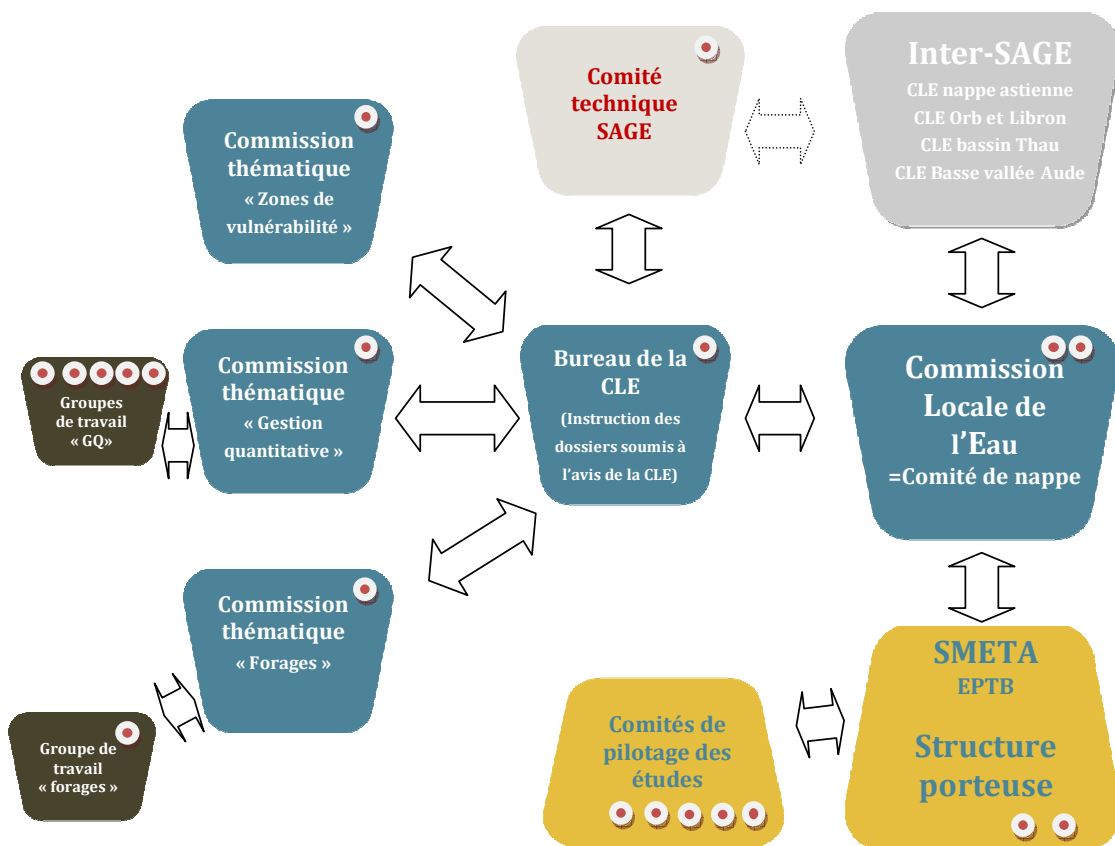 Comité
technique
SAGE
Inter-SAGE
CLE nappe astienne
CLE Orb et Libron
CLE bassin Thau
CLE Basse vallée Aude
Commission
thématique
« Zones de
vulnérabilité »
Groupes
de travail
« GQ»
Commission
thématique
« Gestion
quantitative »
Bureau de la
CLE
(Instruction des
dossiers soumis à
l’avis de la CLE)
Commission
Locale de
l’Eau
=Comité de nappe
Commission
thématique
« Forages »
Groupe de
travail
« forages »
Comités de
pilotage des
études
SMETA
EPTB
Structure
porteuse